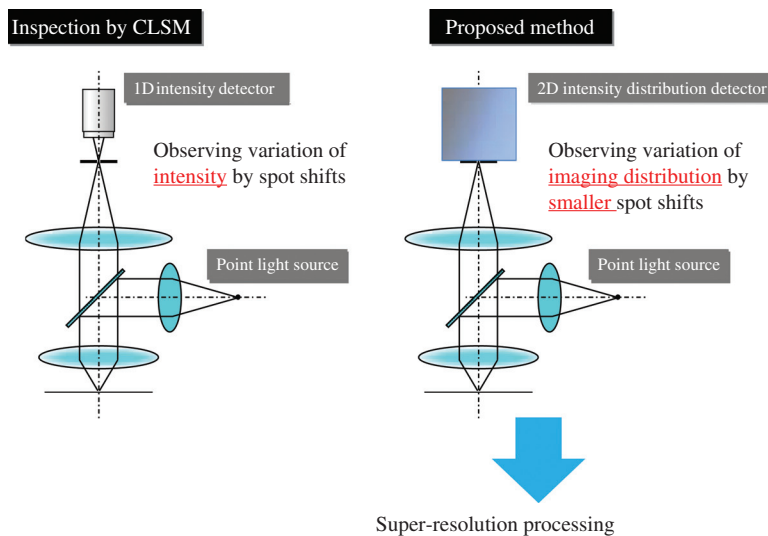 Inspection by CLSM
1D intensity detector
Observing variation of
intensity by spot shifts
Point light source
Proposed method
2D intensity distribution detector
Observing variation of
imaging distribution by
smaller spot shifts
Point light source
Super-resolution processing